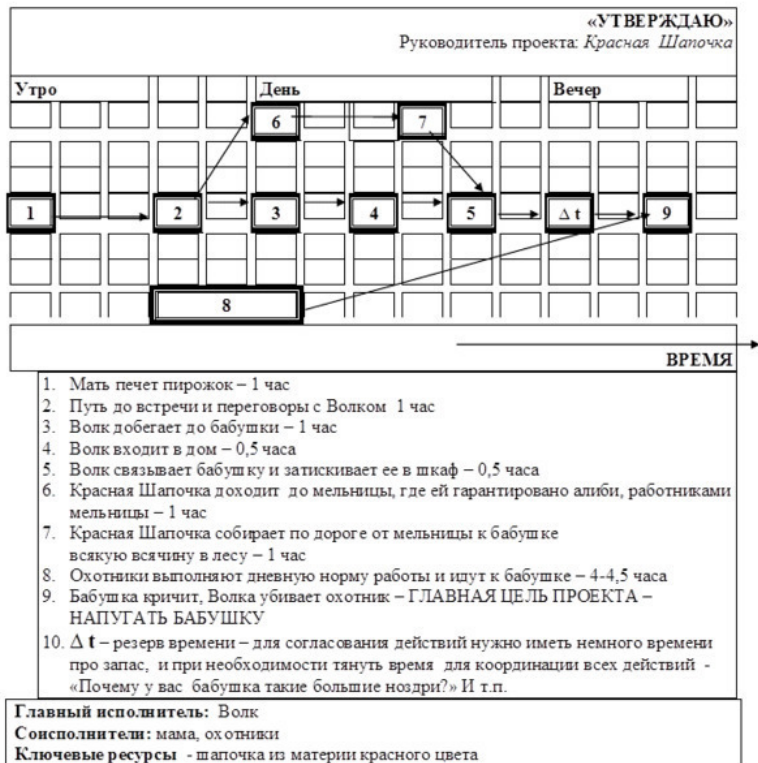 «УТВЕРЖДАЮ»
Руководитель проекта: Красная Шапочка
Утро День Вечер
6 7
1 2 3 4 5 Δ t 9
8
ВРЕМЯ
1. Мать печет пирожок – 1 час
2. Путь до встречи и переговоры с Волком 1 час
3. Волк добегает до бабушки – 1 час
4. Волк входит в дом – 0,5 часа
5. Волк связывает бабушку и затискивает ее в шкаф – 0,5 часа
6. Красная Шапочка доходит до мельницы, где ей гарантировано алиби, работниками
мельницы – 1 час
7. Красная Шапочка собирает по дороге от мельницы к бабушке
всякую всячину в лесу – 1 час
8. Охотники выполняют дневную норму работы и идут к бабушке – 4-4,5 часа
9. Бабушка кричит, Волка убивает охотник – ГЛАВНАЯ ЦЕЛЬ ПРОЕКТА –
НАПУГАТЬ БАБУШКУ
10. Δ t – резерв времени – для согласования действий нужно иметь немного времени
про запас, и при необходимости тянуть время для координации всех действий -
«Почему у вас бабушка такие большие ноздри?» И т.п.
Главный исполнитель: Волк
Соисполнители: мама, охотники
Ключевые ресурсы - шапочка из материи красного цвета